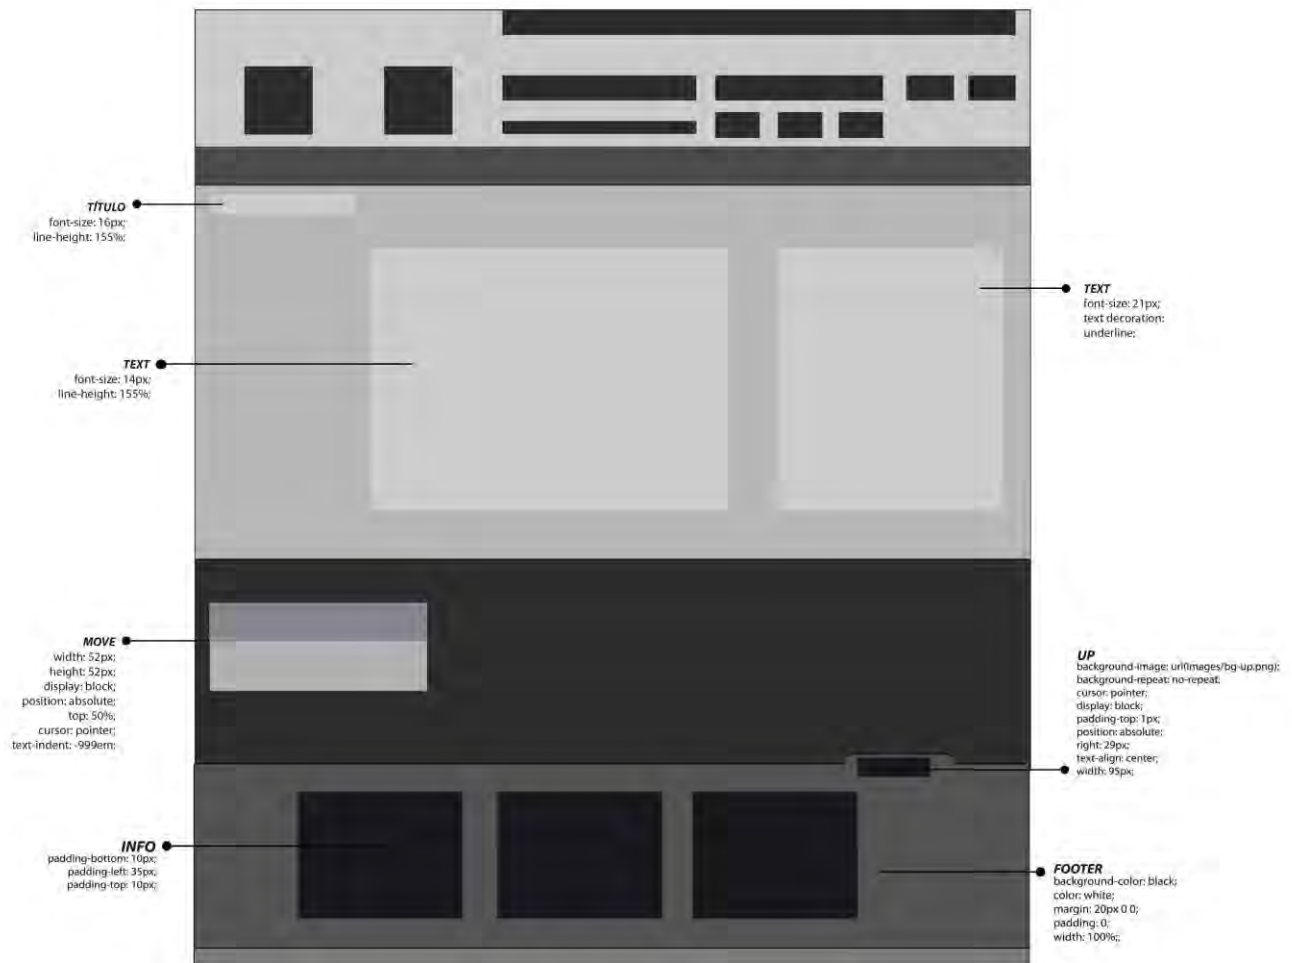 TÍTULO
font-size: 16px;
line-height: 155%;
TEXT
font-size: 21px;
text decoration:
underline;
TEXT
font-size: 14px;
line-height: 155%;
MOVE
width: 52px;
height: 52px;
display: block;
position: absolute;
top: 50%;
cursor: pointer;
text-indent: -999em;
UP
background-image: url(images/bg-up.png);
background-repeat: no-repeat;
cursor: pointer;
display: block;
padding-top: 1px;
position: absolute;
right: 29px;
text-align: center;
width: 95px;
INFO
padding-bottom: 10px;
padding-left: 35px;
padding-top: 10px;
FOOTER
background-color: black;
color: white;
margin: 20px 0 0;
padding: 0;
width: 100%;;